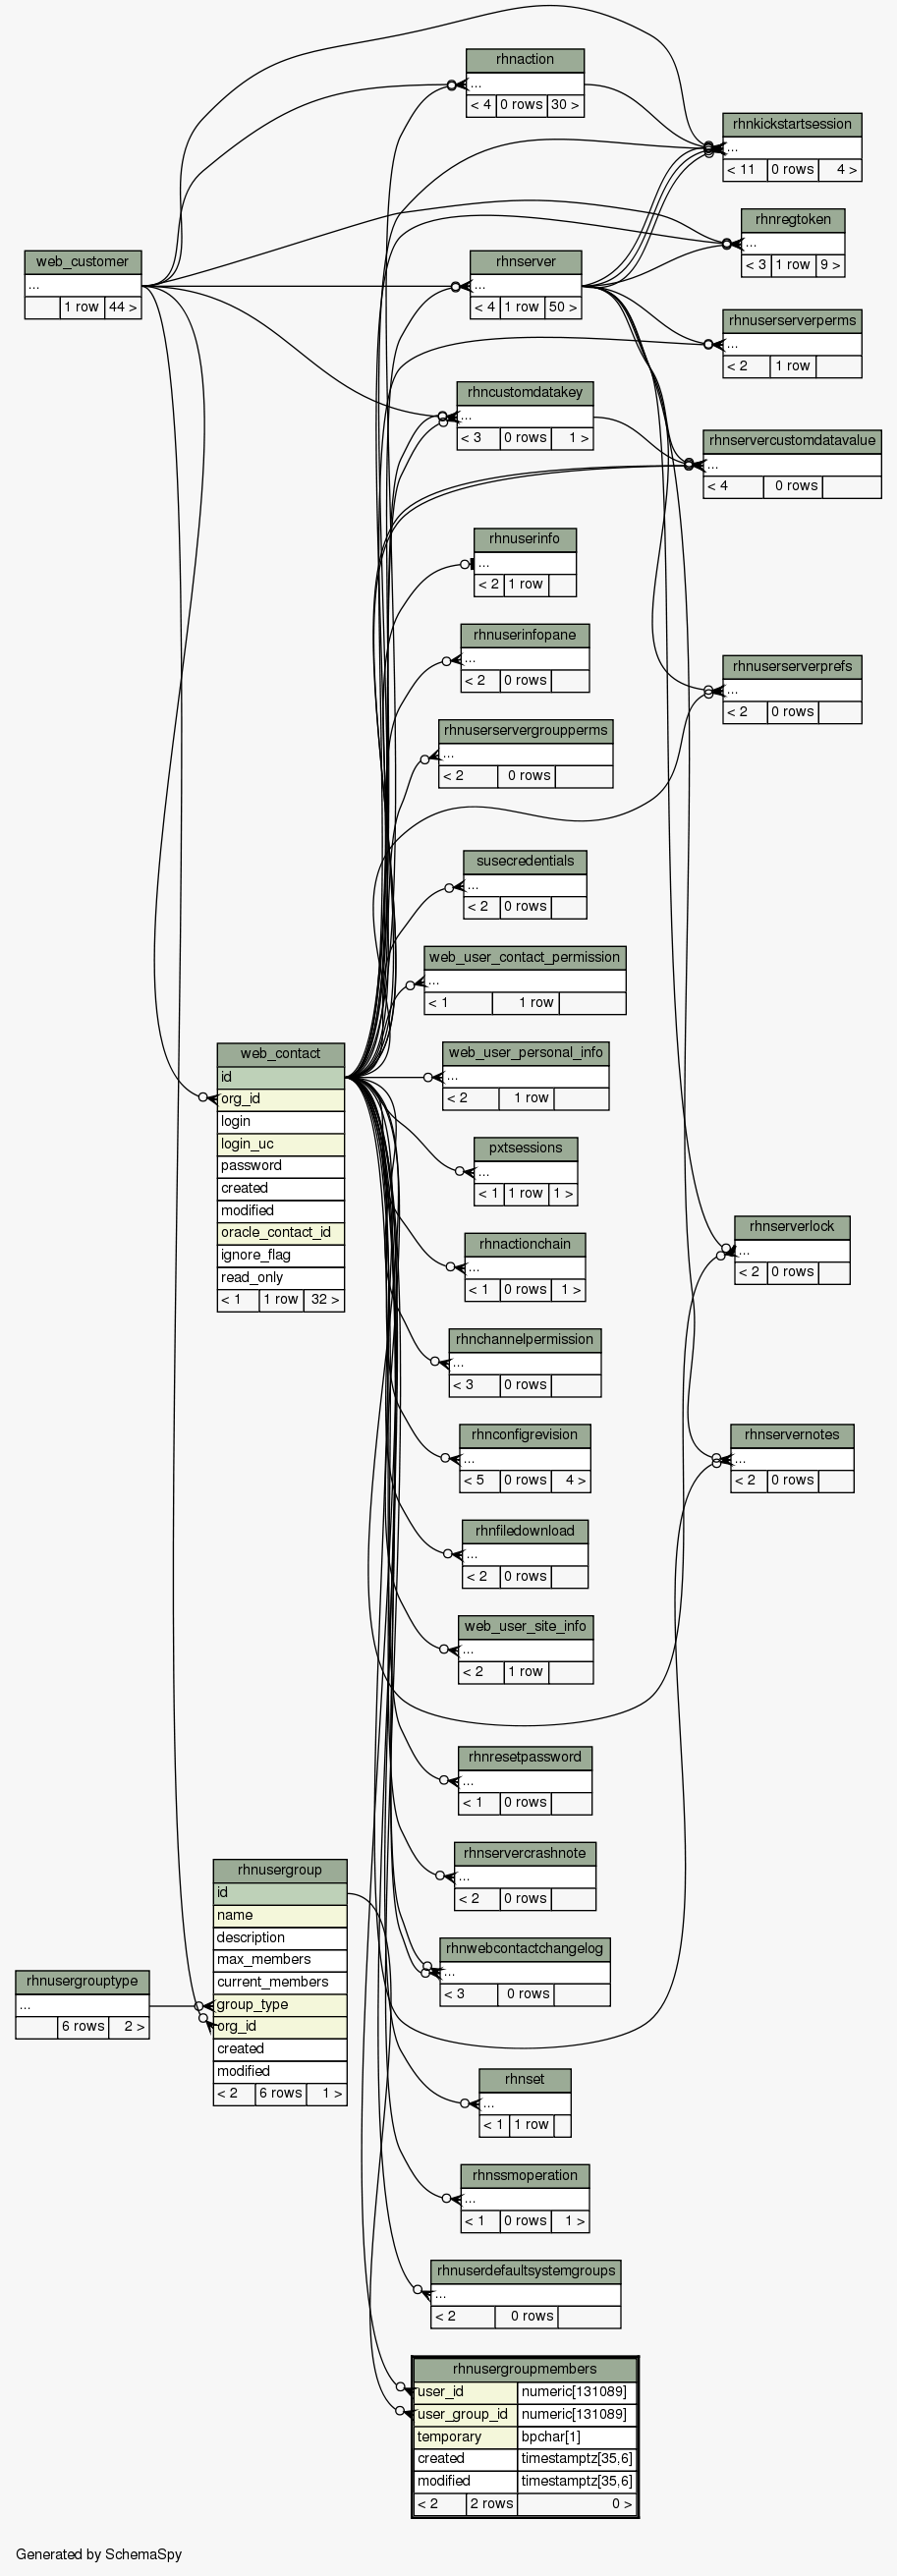 rhnaction
...
< 4 0 rows 30 >
rhnkickstartsession
...
< 11 0 rows 4 >
rhnregtoken
...
< 3 1 row 9 >
web_customer
...
1 row 44 >
rhnserver
...
< 4 1 row 50 >
rhnuserserverperms
...
< 2 1 row
rhncustomdatakey
...
< 3 0 rows 1 >
rhnservercustomdatavalue
...
< 4 0 rows
rhnuserinfo
...
< 2 1 row
rhnuserinfopane
...
< 2 0 rows
rhnuserserverprefs
...
< 2 0 rows
rhnuserservergroupperms
...
< 2 0 rows
susecredentials
...
< 2 0 rows
web_user_contact_permission
...
< 1 1 row
web_contact
id
org_id
login
login_uc
password
created
modified
oracle_contact_id
ignore_flag
read_only
< 1 1 row 32 >
web_user_personal_info
...
< 2 1 row
pxtsessions
...
< 1 1 row 1 >
rhnserverlock
...
< 2 0 rows
rhnactionchain
...
< 1 0 rows 1 >
rhnchannelpermission
...
< 3 0 rows
rhnconfigrevision
...
< 5 0 rows 4 >
rhnservernotes
...
< 2 0 rows
rhnfiledownload
...
< 2 0 rows
web_user_site_info
...
< 2 1 row
rhnresetpassword
...
< 1 0 rows
rhnservercrashnote
...
< 2 0 rows
rhnusergroup
id
name
description
max_members
current_members
group_type
org_id
created
modified
< 2 6 rows 1 >
rhnwebcontactchangelog
...
< 3 0 rows
rhnusergrouptype
...
6 rows 2 >
rhnset
...
< 1 1 row
rhnssmoperation
...
< 1 0 rows 1 >
rhnuserdefaultsystemgroups
...
< 2 0 rows
rhnusergroupmembers
user_id numeric[131089]
user_group_id numeric[131089]
temporary bpchar[1]
created timestamptz[35,6]
modified timestamptz[35,6]
< 2 2 rows 0 >
Generated by SchemaSpy